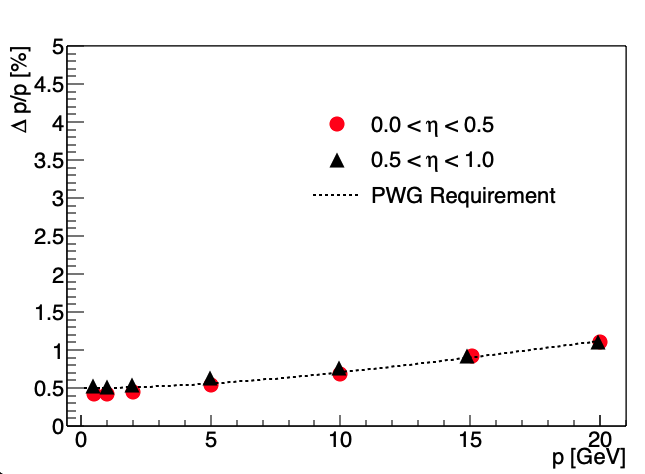 Δ p/p [%]
5
4.5
4
3.5
3
2.5
2
1.5
1
0.5
0
0.0 < η < 0.5
0.5 < η < 1.0
PWG Requirement
0 5 10 15 20
p [GeV]